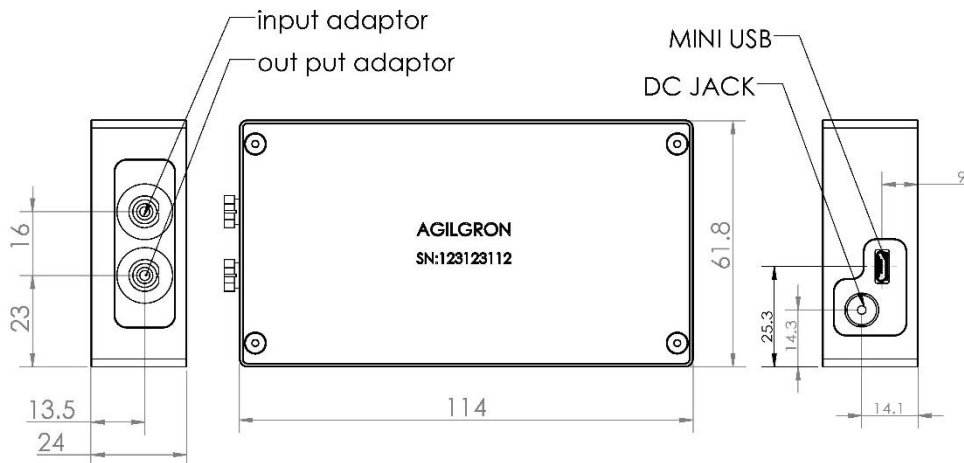 input adaptor
out put adaptor
MINI USB
DC JACK
9
16
23
13.5
24
AGILGRON
SN:123123112
61.8
114
25.3
14.3
14.1